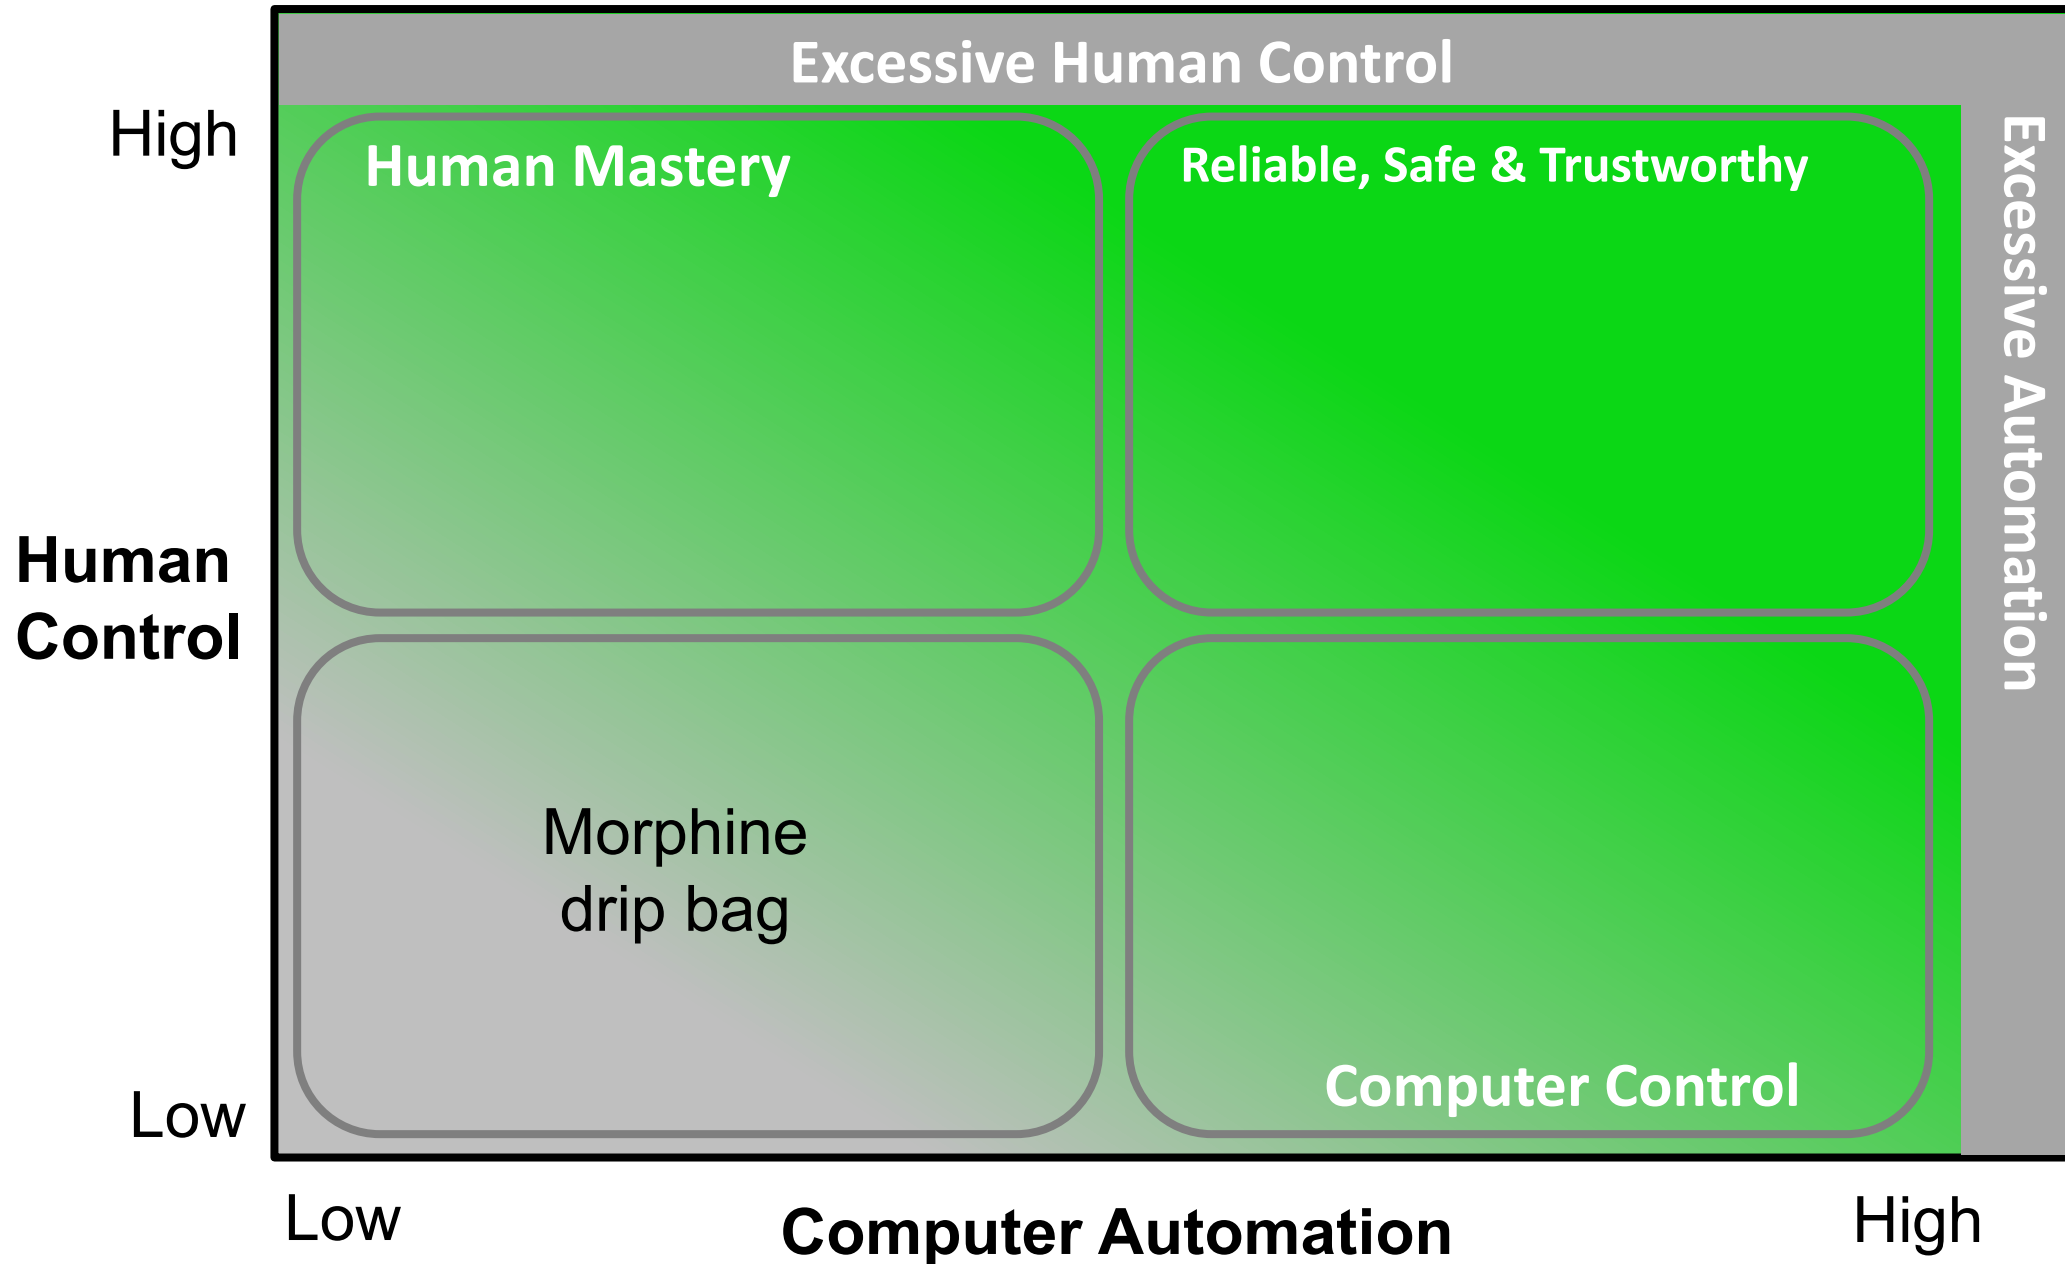 Excessive Human Control
High
Human Mastery
Reliable, Safe & Trustworthy
Excessive Automation
Human
Control
Morphine
drip bag
Computer Control
Low
Low
Computer Automation
High